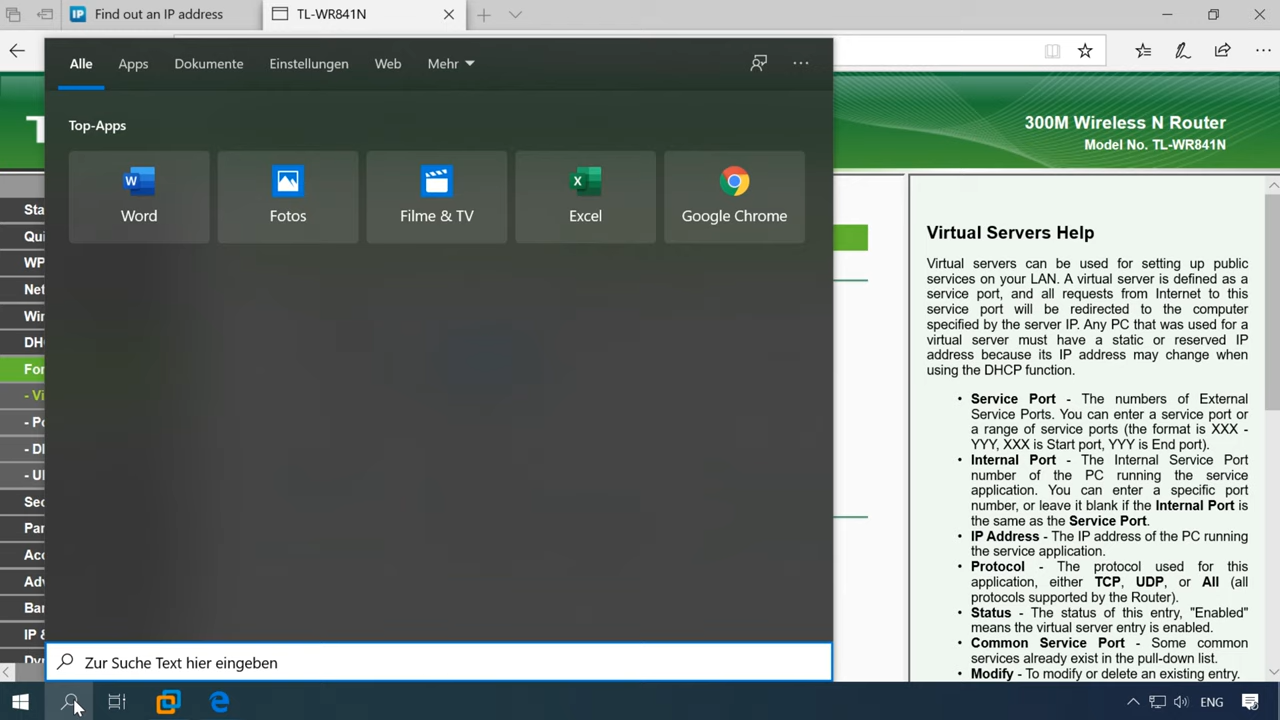 Find out an IP address
TL-WR841N
Alle
Apps
Dokumente
Einstellungen
Web
Mehr
300M Wireless N Router
Model No. TL-WR841N
Top-Apps
Word
Fotos
Filme & TV
Excel
Google Chrome
Virtual Servers Help
Virtual servers can be used for setting up public
services on your LAN. A virtual server is defined as a
service port, and all requests from Internet to this
service port will be redirected to the computer
specified by the server IP. Any PC that was used for a
virtual server must have a static or reserved IP
address because its IP address may change when
using the DHCP function.
• Service Port - The numbers of External
Service Ports. You can enter a service port or
a range of service ports (the format is XXX -
YYY, XXX is Start port, YYY is End port).
• Internal Port - The Internal Service Port
number of the PC running the service
application. You can enter a specific port
number, or leave it blank if the Internal Port is
the same as the Service Port.
• IP Address - The IP address of the PC running
the service application.
• Protocol - The protocol used for this
application, either TCP, UDP, or All (all
protocols supported by the Router).
• Status - The status of this entry, "Enabled"
means the virtual server entry is enabled.
• Common Service Port - Some common
services already exist in the pull-down list.
• Modify - To modify or delete an existing entry.
Zur Suche Text hier eingeben
ENG